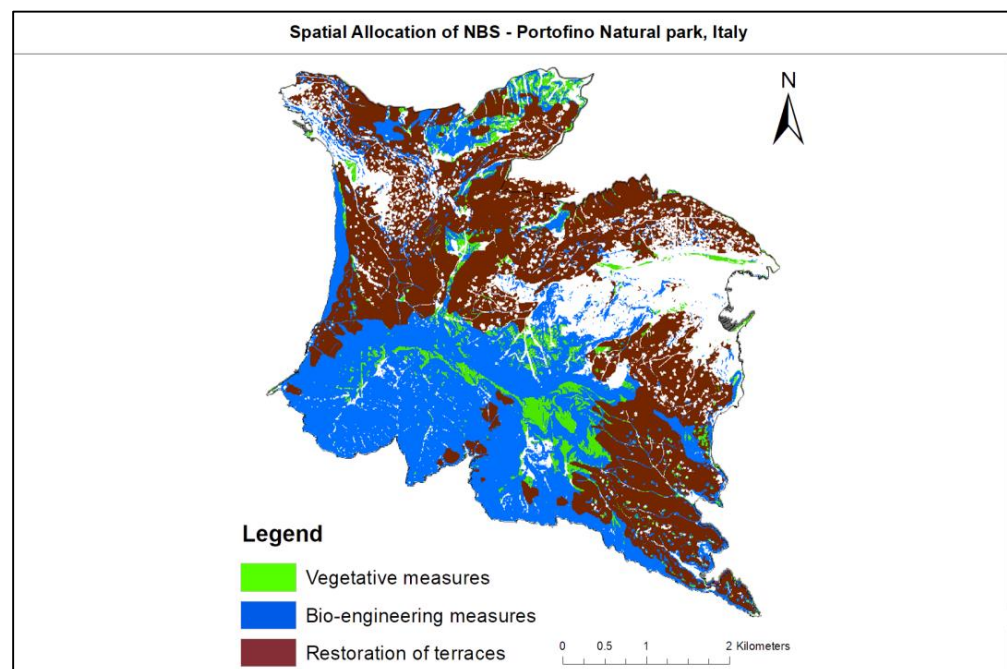 Spatial Allocation of NBS - Portofino Natural park, Italy
N
Legend
Vegetative measures
Bio-engineering measures
Restoration of terraces
0 0.5 1 2 Kilometers